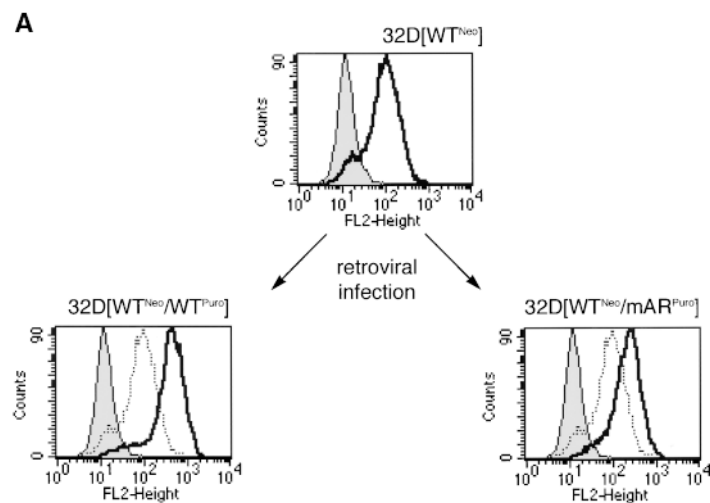 A
32D[WT^Neo]
90
Counts
0
10^0 10^1 10^2 10^3 10^4
FL2-Height
retroviral
infection
32D[WT^Neo/WT^Puro]
90
Counts
0
10^0 10^1 10^2 10^3 10^4
FL2-Height
32D[WT^Neo/mAR^Puro]
90
Counts
0
10^0 10^1 10^2 10^3 10^4
FL2-Height